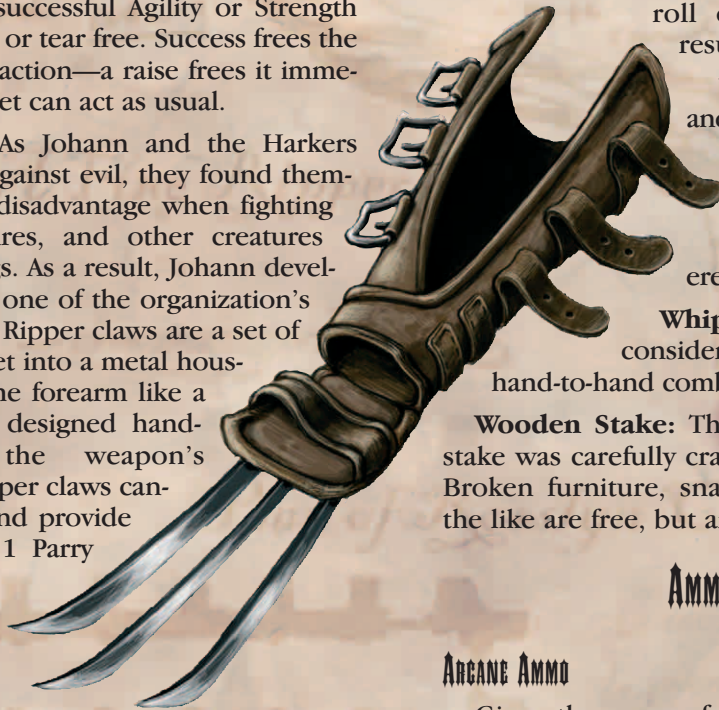 successful Agility or Strength
or tear free. Success frees the
action—a raise frees it imme-
et can act as usual.
As Johann and the Harkers
gainst evil, they found them-
disadvantage when fighting
ires, and other creatures
s. As a result, Johann devel-
one of the organization's
Ripper claws are a set of
et into a metal hous-
he forearm like a
designed hand-
the weapon's
per claws can-
nd provide
1 Parry
roll
resu
and
ere
Whip
consider
hand-to-hand comb
Wooden Stake: Th
stake was carefully cra
Broken furniture, sna
the like are free, but a
Amm
Arcane Ammo